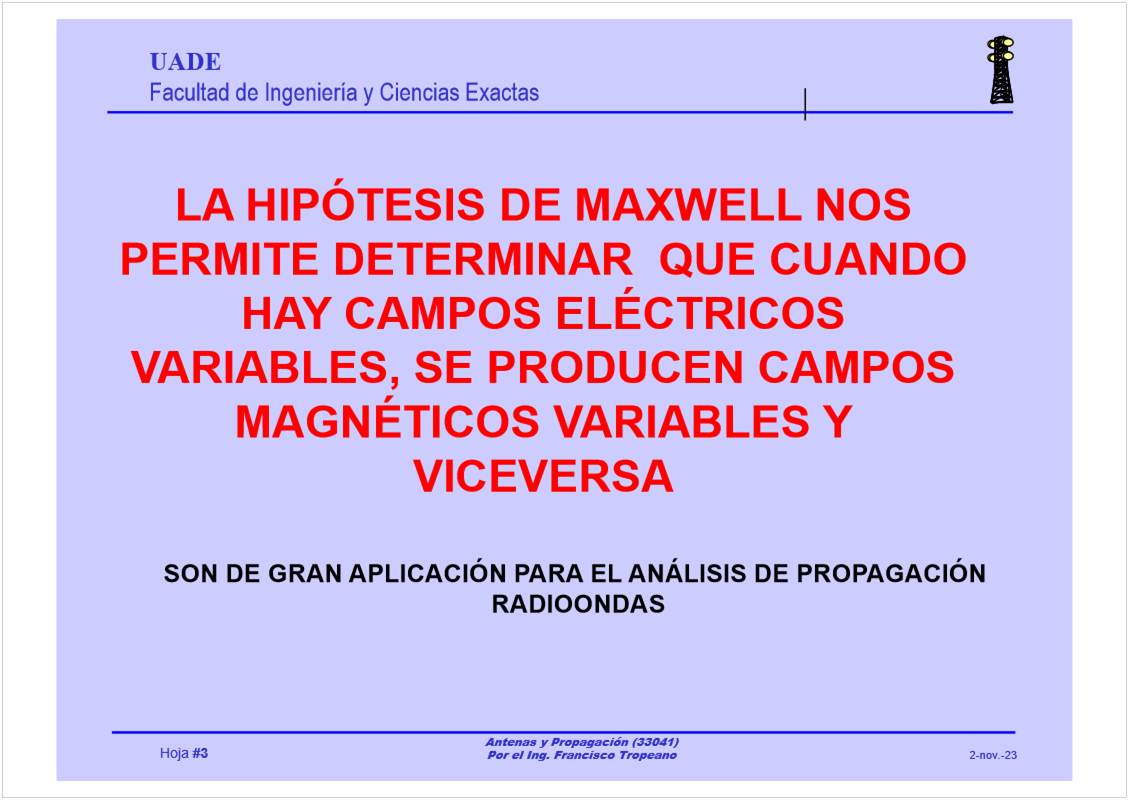 UADE
Facultad de Ingeniería y Ciencias Exactas
LA HIPÓTESIS DE MAXWELL NOS
PERMITE DETERMINAR  QUE CUANDO
HAY CAMPOS ELÉCTRICOS
VARIABLES, SE PRODUCEN CAMPOS
MAGNÉTICOS VARIABLES Y
VICEVERSA
SON DE GRAN APLICACIÓN PARA EL ANÁLISIS DE PROPAGACIÓN
RADIOONDAS
Hoja #3
Antenas y Propagación (33041)
Por el Ing. Francisco Tropeano
2-nov.-23